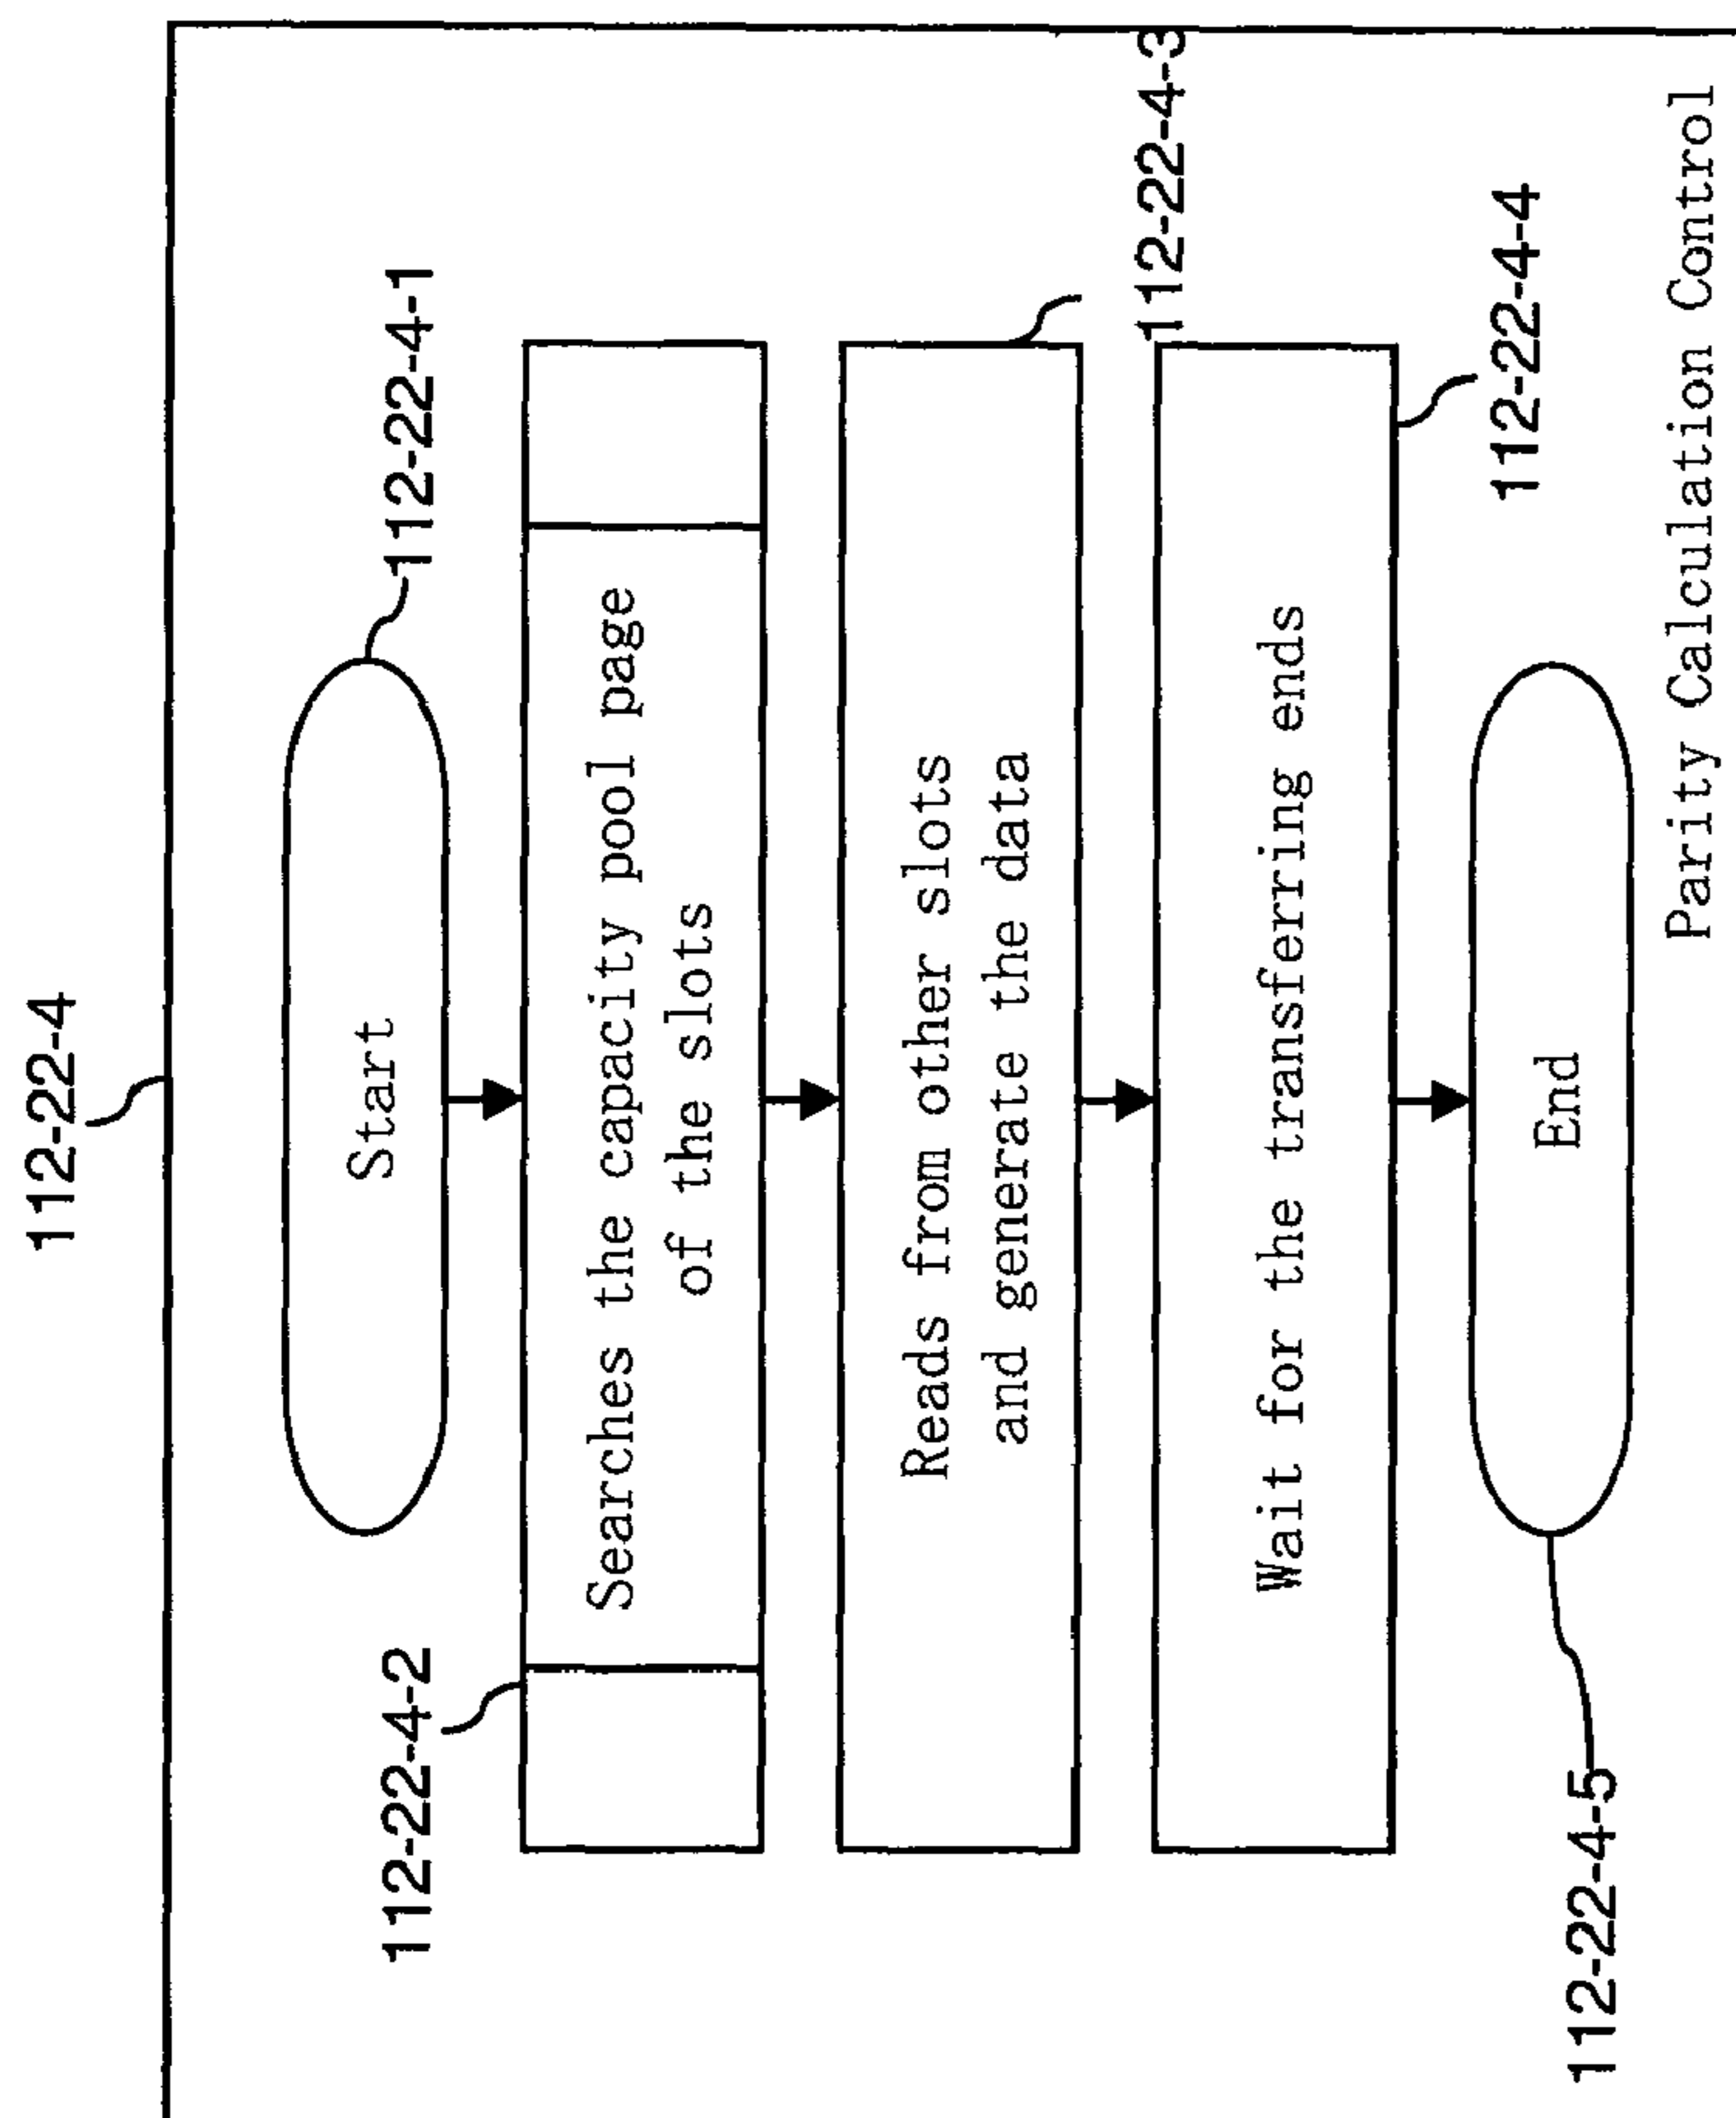 112-22-4
Start
112-22-4-1
112-22-4-2
Searches the capacity pool page
of the slots
Reads from other slots
and generate the data
112-22-4-3
Wait for the transferring ends
112-22-4-4
End
112-22-4-5
Parity Calculation Control